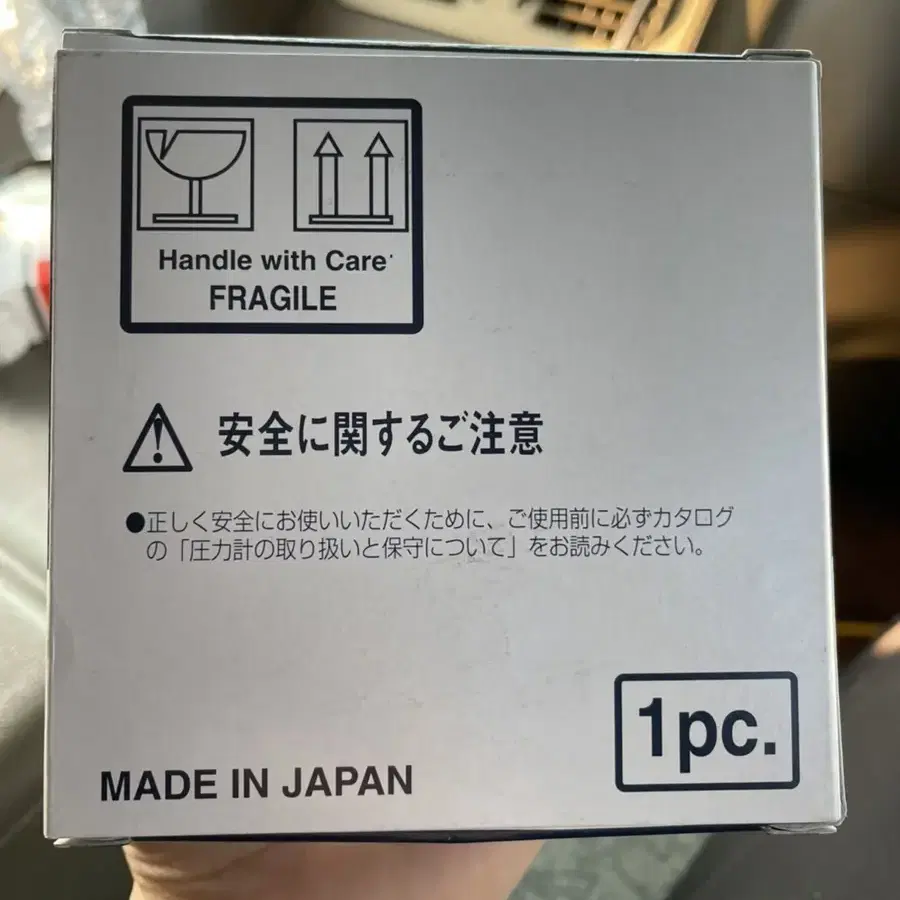 Handle with Care
FRAGILE
安全に関するご注意
●正しく安全にお使いいただくために、ご使用前に必ずカタログ
の「圧力計の取り扱いと保守について」をお読みください。
1pc.
MADE IN JAPAN